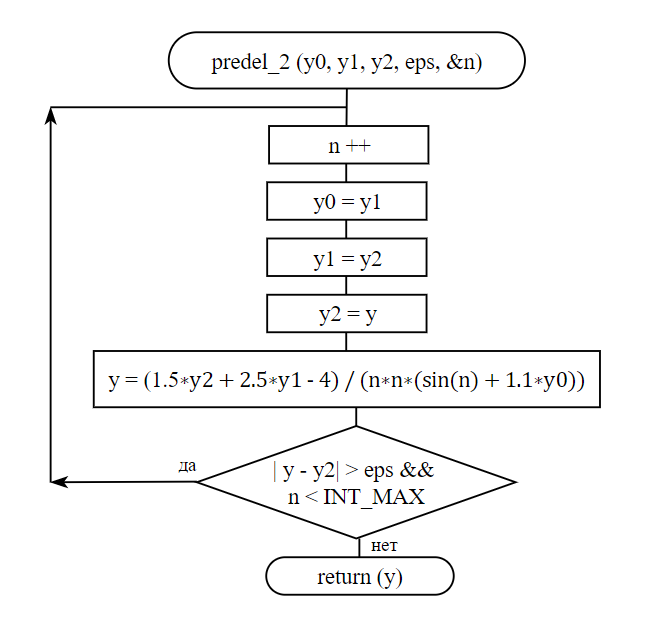 predel_2 (y0, y1, y2, eps, &n)
n ++
y0 = y1
y1 = y2
y2 = y
y = (1.5*y2 + 2.5*y1 - 4) / (n*n*(sin(n) + 1.1*y0))
да
| y - y2| > eps &&
n < INT_MAX
нет
return (y)